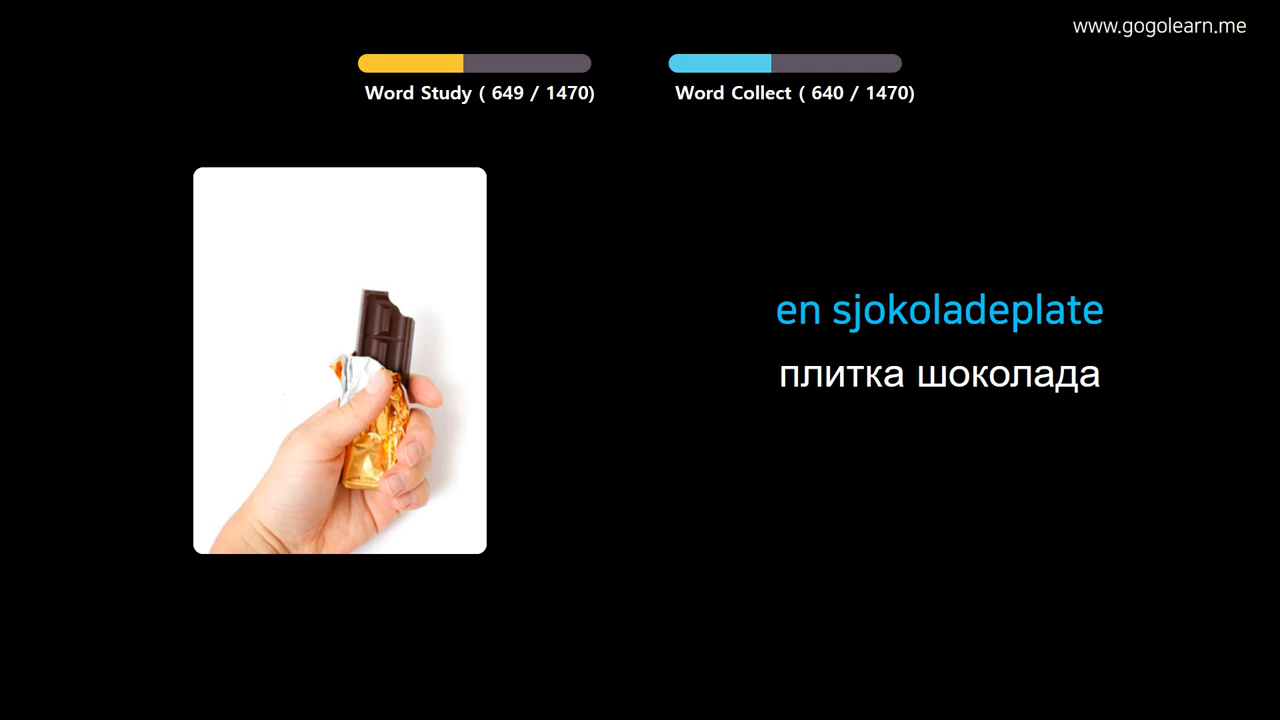 www.gogolearn.me
Word Study ( 649 / 1470)
Word Collect ( 640 / 1470)
en sjokoladeplate
плитка шоколада